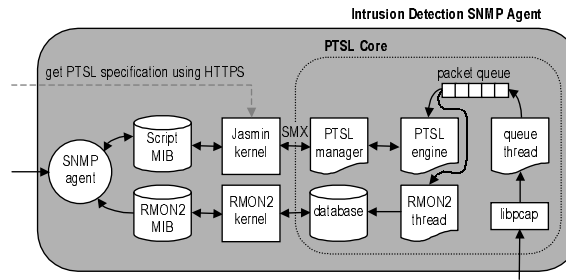 Intrusion Detection SNMP Agent
PTSL Core
get PTSL specification using HTTPS
packet queue
Script
MIB
Jasmin
kernel
SMX
PTSL
manager
PTSL
engine
queue
thread
SNMP
agent
RMON2
MIB
RMON2
kernel
database
RMON2
thread
libpcap